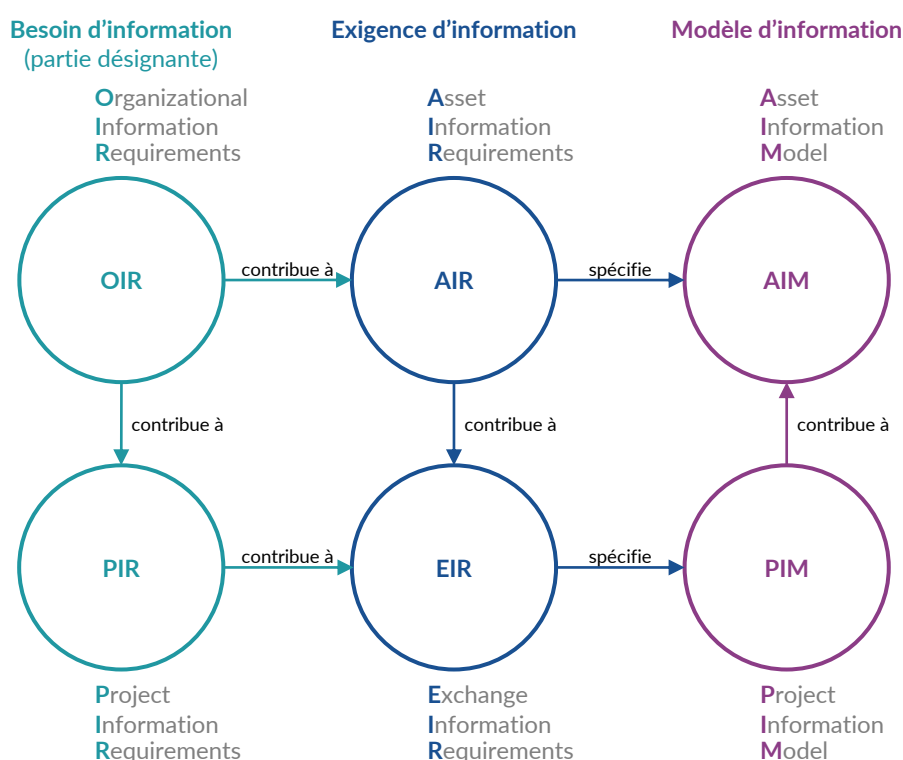 Besoin d’information
(partie désignante)
Exigence d’information
Modèle d’information
Organizational
Information
Requirements
Asset
Information
Requirements
Asset
Information
Model
OIR
contribue à
AIR
spécifie
AIM
contribue à
contribue à
contribue à
PIR
contribue à
EIR
spécifie
PIM
Project
Information
Requirements
Exchange
Information
Requirements
Project
Information
Model